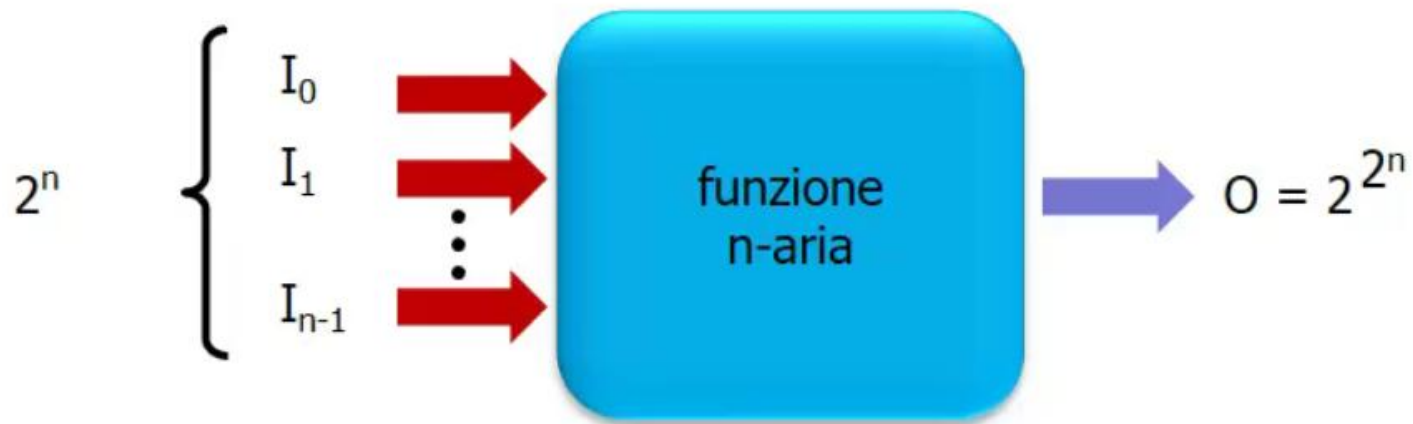 2ⁿ
I₀
I₁
Iₙ₋₁
funzione
n-aria
O = 2^2ⁿ